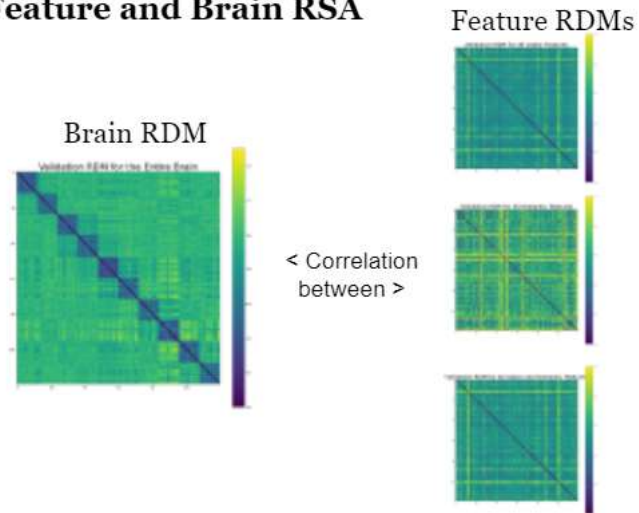 Feature and Brain RSA
Feature RDMs
Brain RDM
Validation RDM for the Entire Brain
< Correlation
between >